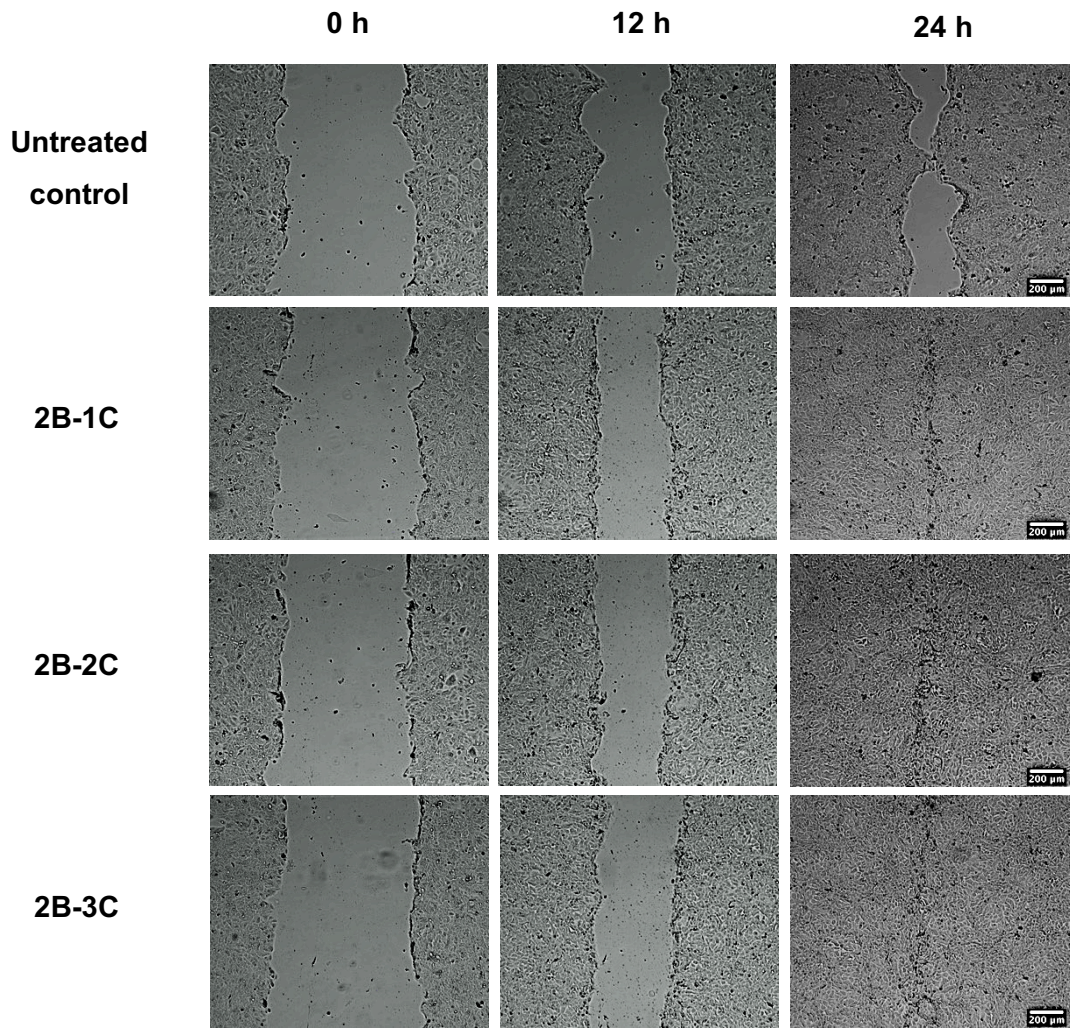 0 h
12 h
24 h
Untreated
control
200 µm
2B-1C
200 µm
2B-2C
200 µm
2B-3C
200 µm